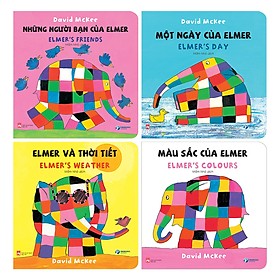 David McKee
NHỮNG NGƯỜI BẠN CỦA ELMER
ELMER'S FRIENDS
David McKee
MỘT NGÀY CỦA ELMER
ELMER'S DAY
ELMER VÀ THỜI TIẾT
ELMER'S WEATHER
David McKee
MÀU SẮC CỦA ELMER
ELMER'S COLOURS
David McKee